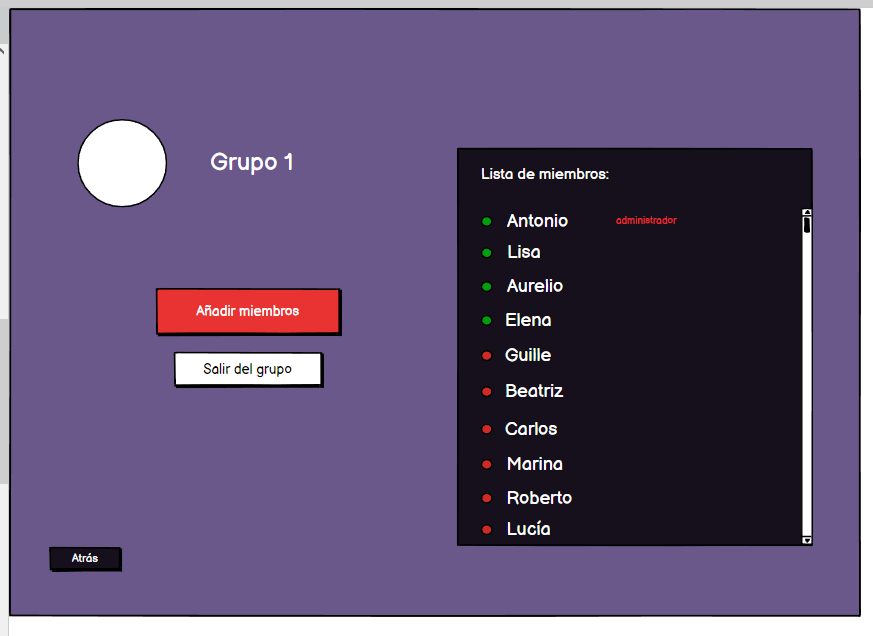 Grupo 1
Añadir miembros
Salir del grupo
Atrás
Lista de miembros:
Antonio administrador
Lisa
Aurelio
Elena
Guille
Beatriz
Carlos
Marina
Roberto
Lucía